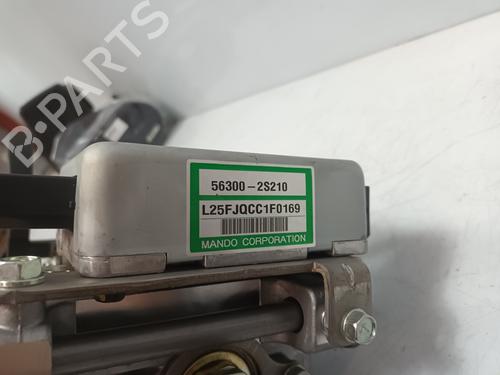 B-PARTS
56300-2S210
L25FJQCC1F0169
MANDO CORPORATION